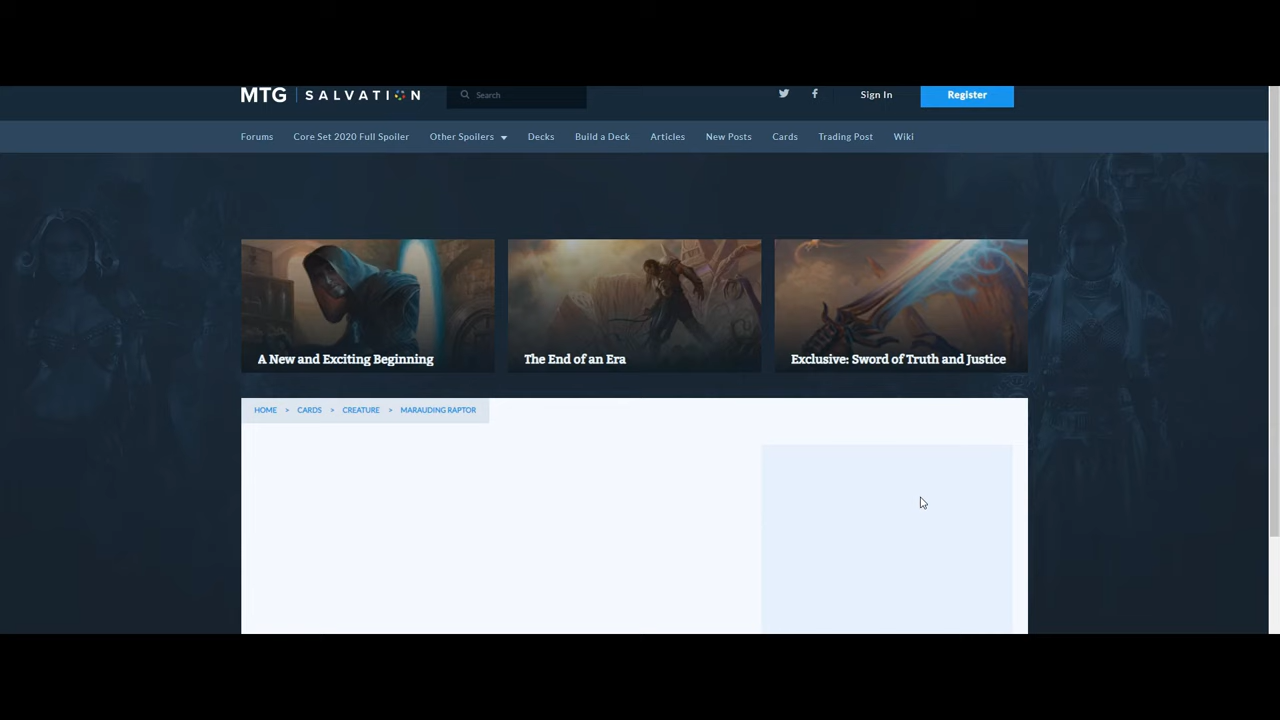 MTG SALVATION Search Sign In Register
Forums Core Set 2020 Full Spoiler Other Spoilers Decks Build a Deck Articles New Posts Cards Trading Post Wiki
A New and Exciting Beginning The End of an Era Exclusive: Sword of Truth and Justice
HOME > CARDS > CREATURE > MARAUDING RAPTOR